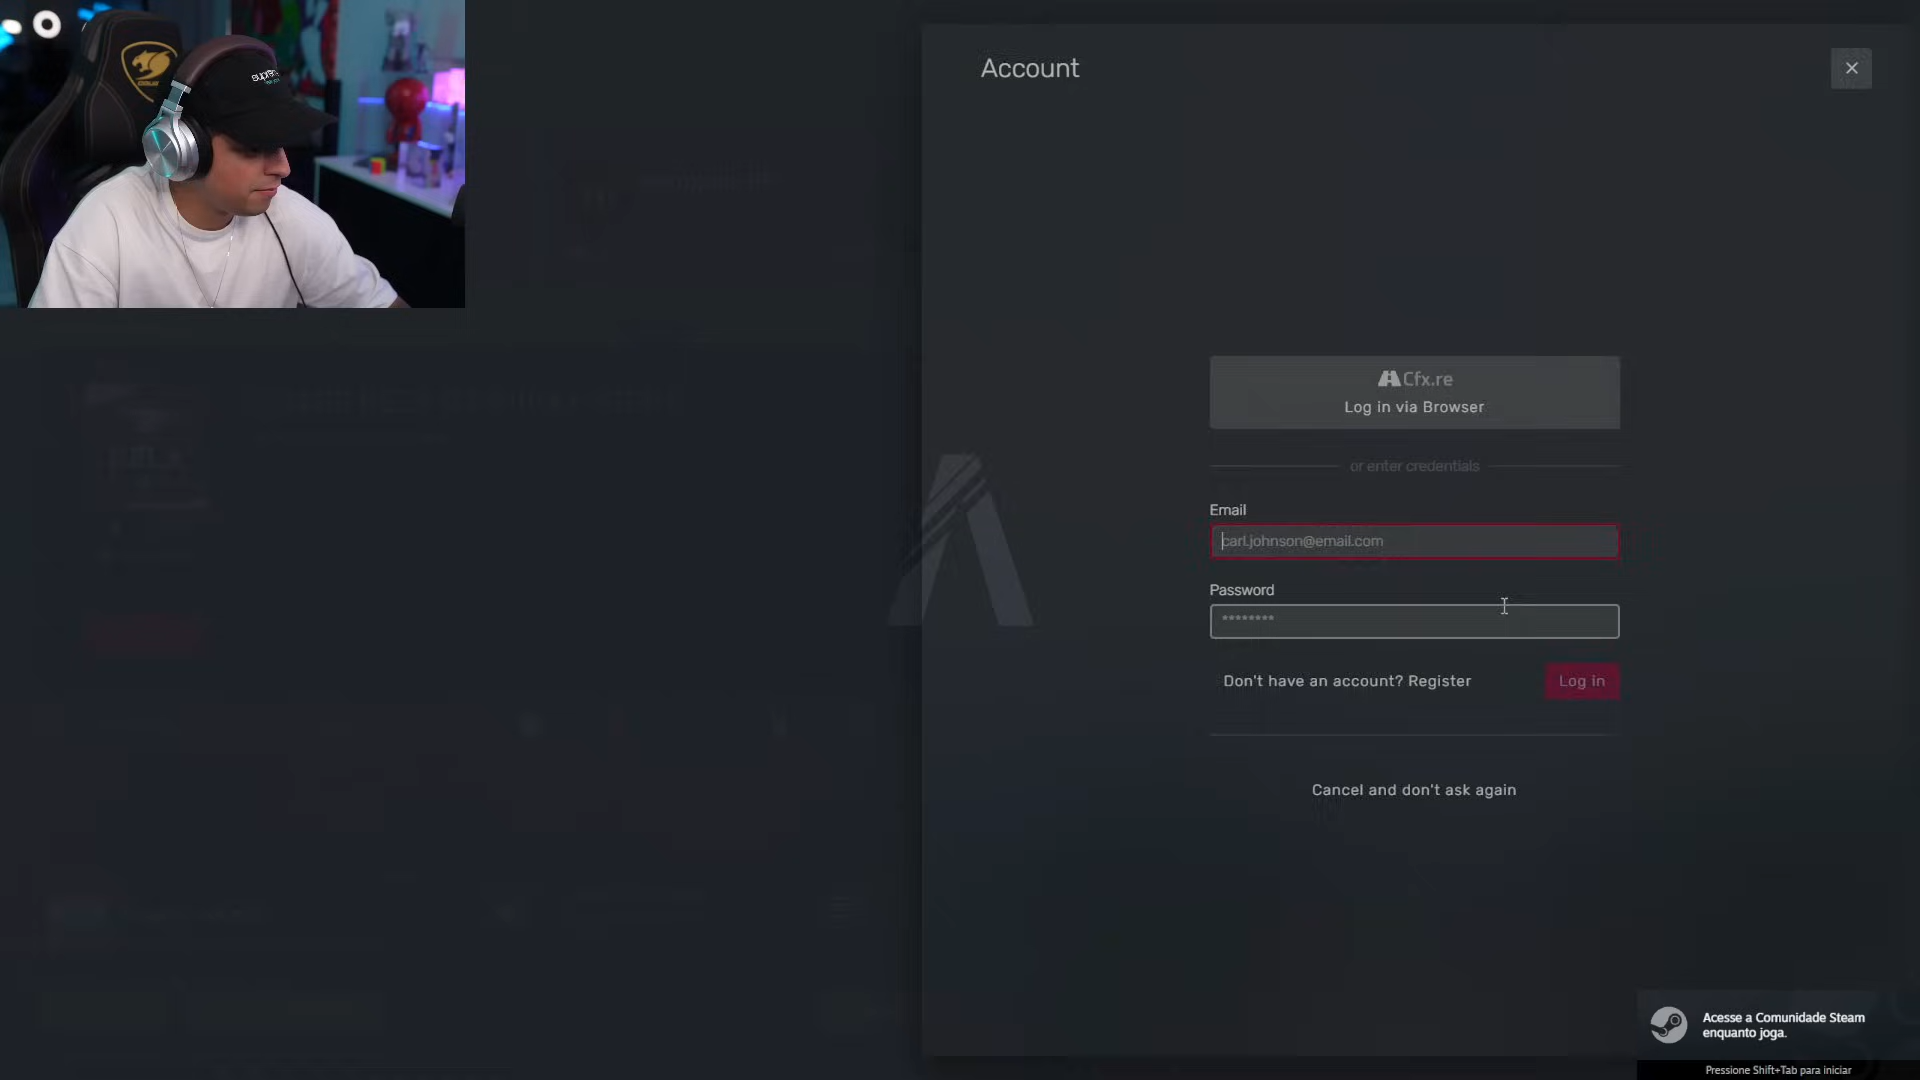 Account
Cfx.re
Log in via Browser
or enter credentials
Email
carl.johnson@email.com
Password
********
Don't have an account? Register
Log in
Cancel and don't ask again
Acesse a Comunidade Steam
enquanto joga.
Pressione Shift+Tab para iniciar